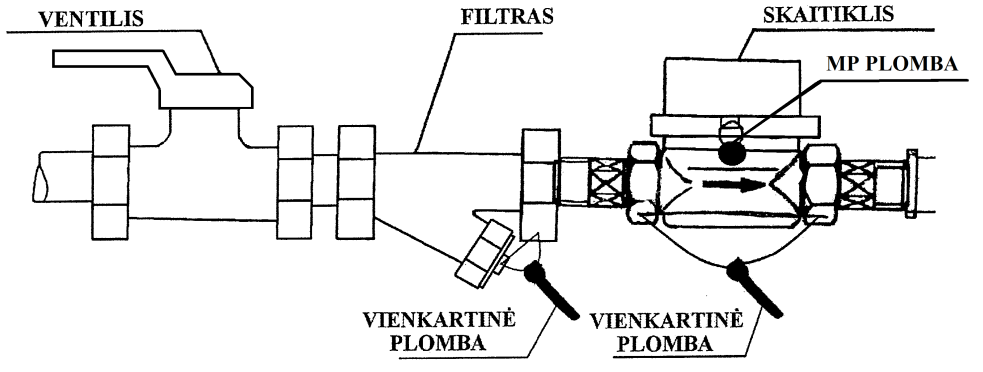 VENTILIS
FILTRAS
SKAITIKLIS
MP PLOMBA
VIENKARTINĖ
PLOMBA
VIENKARTINĖ
PLOMBA